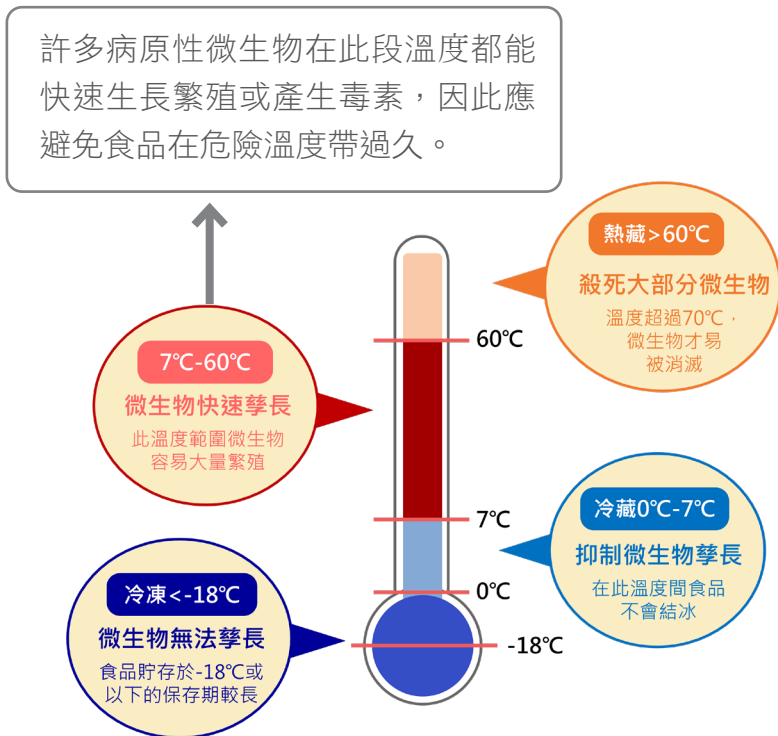 許多病原性微生物在此段溫度都能
快速生長繁殖或產生毒素，因此應
避免食品在危險溫度帶過久。
熱藏>60℃
殺死大部分微生物
溫度超過70℃，
微生物才易
被消滅
60℃
7℃-60℃
微生物快速孳長
此溫度範圍微生物
容易大量繁殖
7℃
冷藏0℃-7℃
抑制微生物孳長
在此溫度間食品
不會結冰
0℃
-18℃
冷凍<-18℃
微生物無法孳長
食品貯存於-18℃或
以下的保存期較長